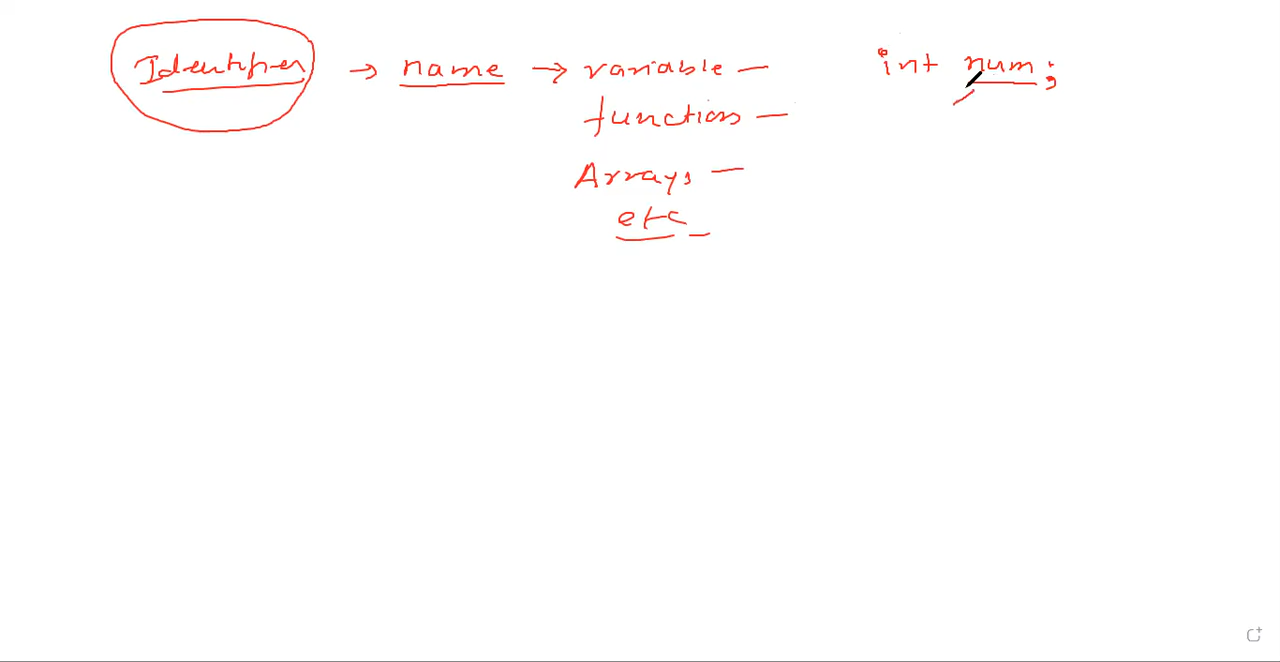 Identifier → name → variable — int num;
function —
Arrays —
etc